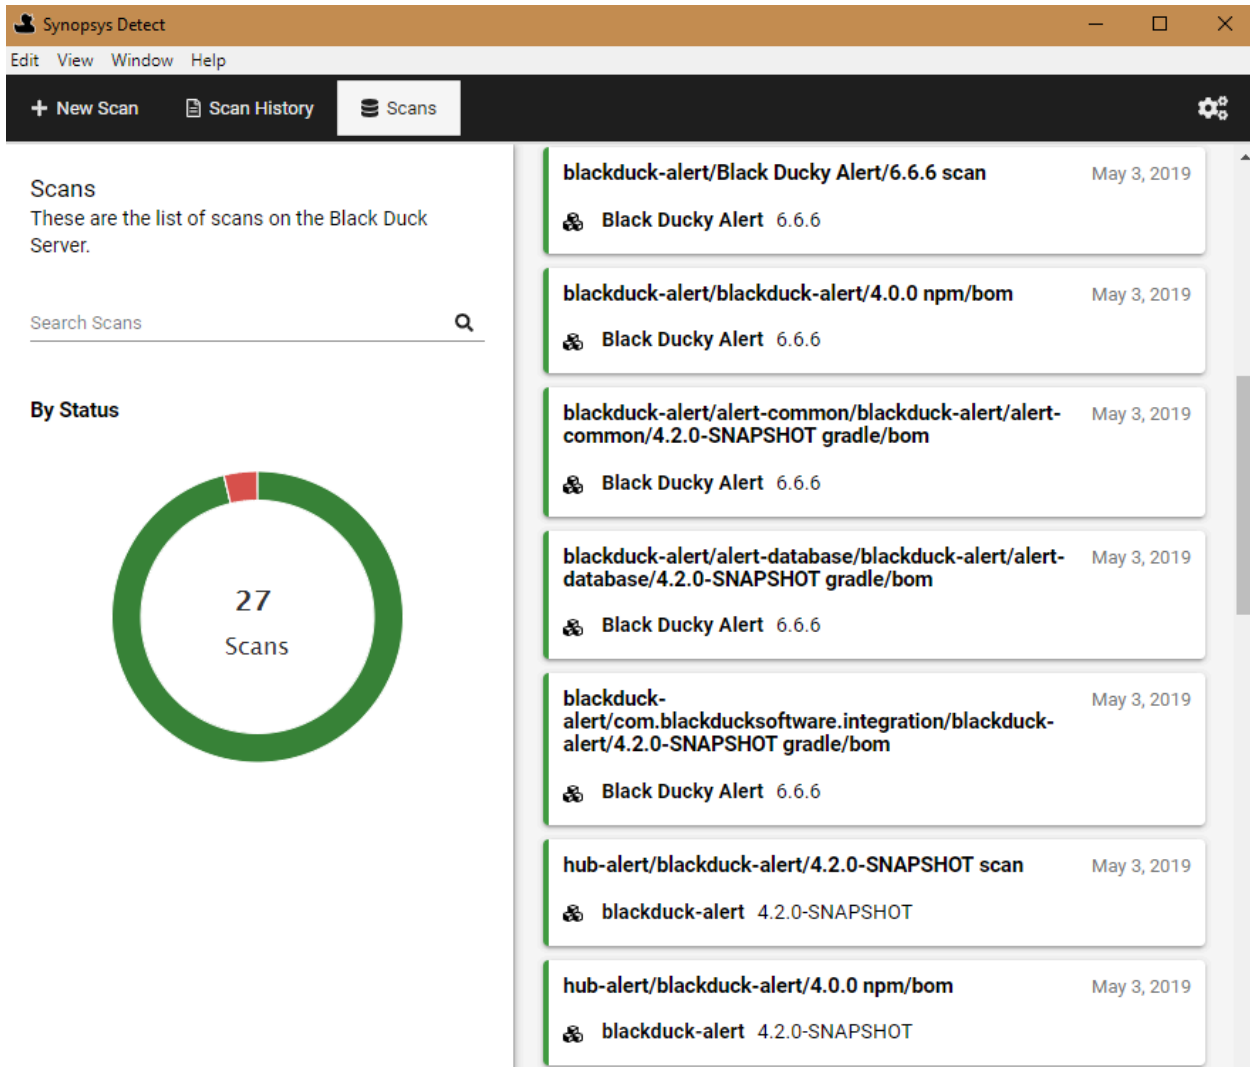 Synopsys Detect
Edit View Window Help
New Scan Scan History Scans
Scans
These are the list of scans on the Black Duck
Server.
Search Scans
By Status
27
Scans
blackduck-alert/Black Ducky Alert/6.6.6 scan May 3, 2019
Black Ducky Alert 6.6.6
blackduck-alert/blackduck-alert/4.0.0 npm/bom May 3, 2019
Black Ducky Alert 6.6.6
blackduck-alert/alert-common/blackduck-alert/alert- May 3, 2019
common/4.2.0-SNAPSHOT gradle/bom
Black Ducky Alert 6.6.6
blackduck-alert/alert-database/blackduck-alert/alert- May 3, 2019
database/4.2.0-SNAPSHOT gradle/bom
Black Ducky Alert 6.6.6
blackduck- May 3, 2019
alert/com.blackducksoftware.integration/blackduck-
alert/4.2.0-SNAPSHOT gradle/bom
Black Ducky Alert 6.6.6
hub-alert/blackduck-alert/4.2.0-SNAPSHOT scan May 3, 2019
blackduck-alert 4.2.0-SNAPSHOT
hub-alert/blackduck-alert/4.0.0 npm/bom May 3, 2019
blackduck-alert 4.2.0-SNAPSHOT